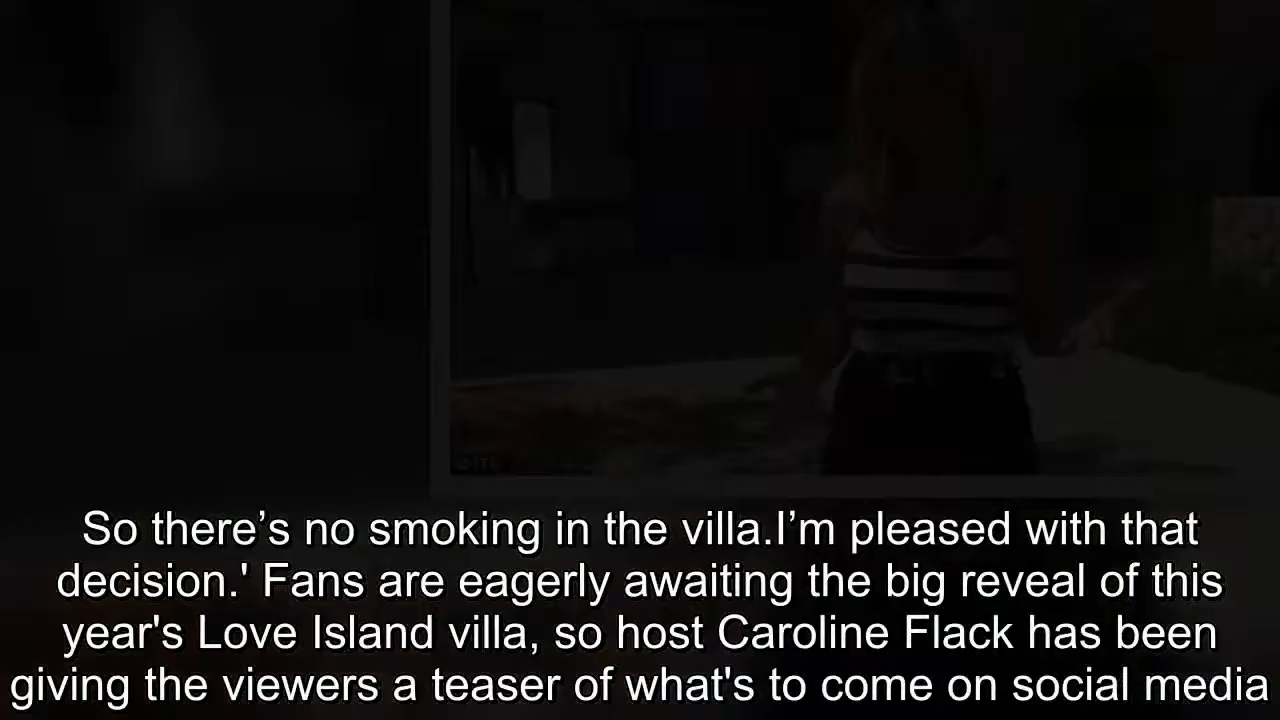 So there’s no smoking in the villa.I’m pleased with that
decision.' Fans are eagerly awaiting the big reveal of this
year's Love Island villa, so host Caroline Flack has been
giving the viewers a teaser of what's to come on social media